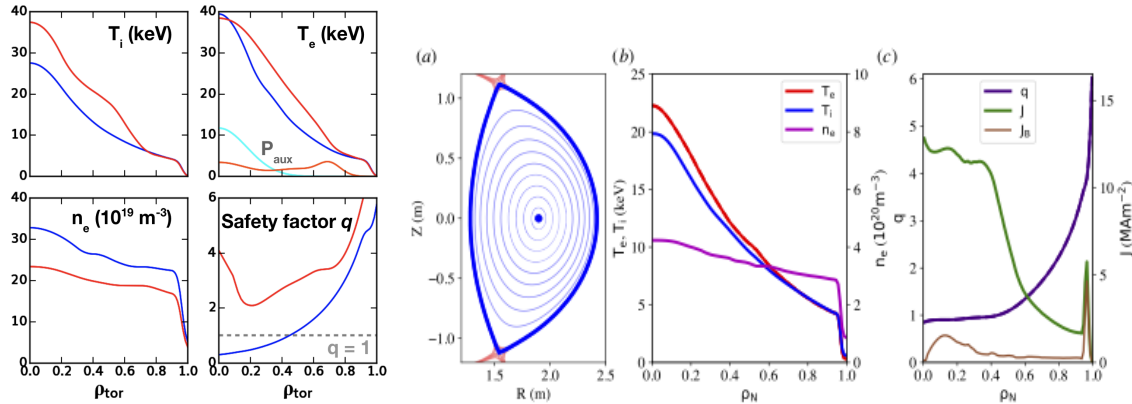 T_i (keV)
T_e (keV)
40
30
20
10
0
40
30
20
10
0
P_aux
n_e (10^19 m^-3)
Safety factor q
30
20
10
0
6
4
2
0
q = 1
0.0 0.2 0.4 0.6 0.8 1.0
0.0 0.2 0.4 0.6 0.8 1.0
ρ_tor
ρ_tor
(a)
1.0
0.5
0.0
−0.5
−1.0
Z (m)
1.5 2.0 2.5
R (m)
(b)
T_e
T_i
n_e
25
20
15
10
5
0
T_e, T_i (keV)
10
8
6
4
2
0
n_e (10^20 m^-3)
0.0 0.2 0.4 0.6 0.8 1.0
ρ_N
(c)
q
J
J_B
6
5
4
3
2
1
0
q
15
10
5
0
J (MAm^-2)
0.0 0.2 0.4 0.6 0.8 1.0
ρ_N